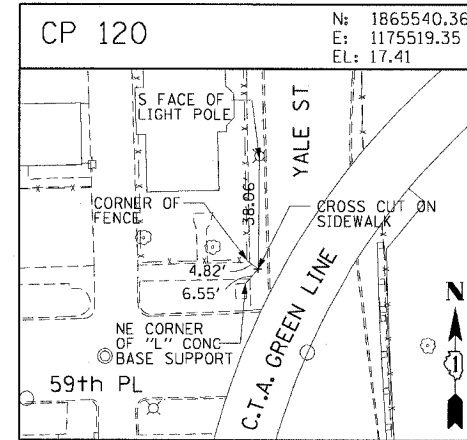 CP 120
N: 1865540.36
E: 1175519.35
EL: 17.41
S FACE OF
LIGHT POLE
YALE ST
38.06'
CORNER OF
FENCE
CROSS CUT ON
SIDEWALK
4.82'
6.55'
NE CORNER
OF "L" CONC
BASE SUPPORT
59th PL
C.T.A. GREEN LINE
N
1